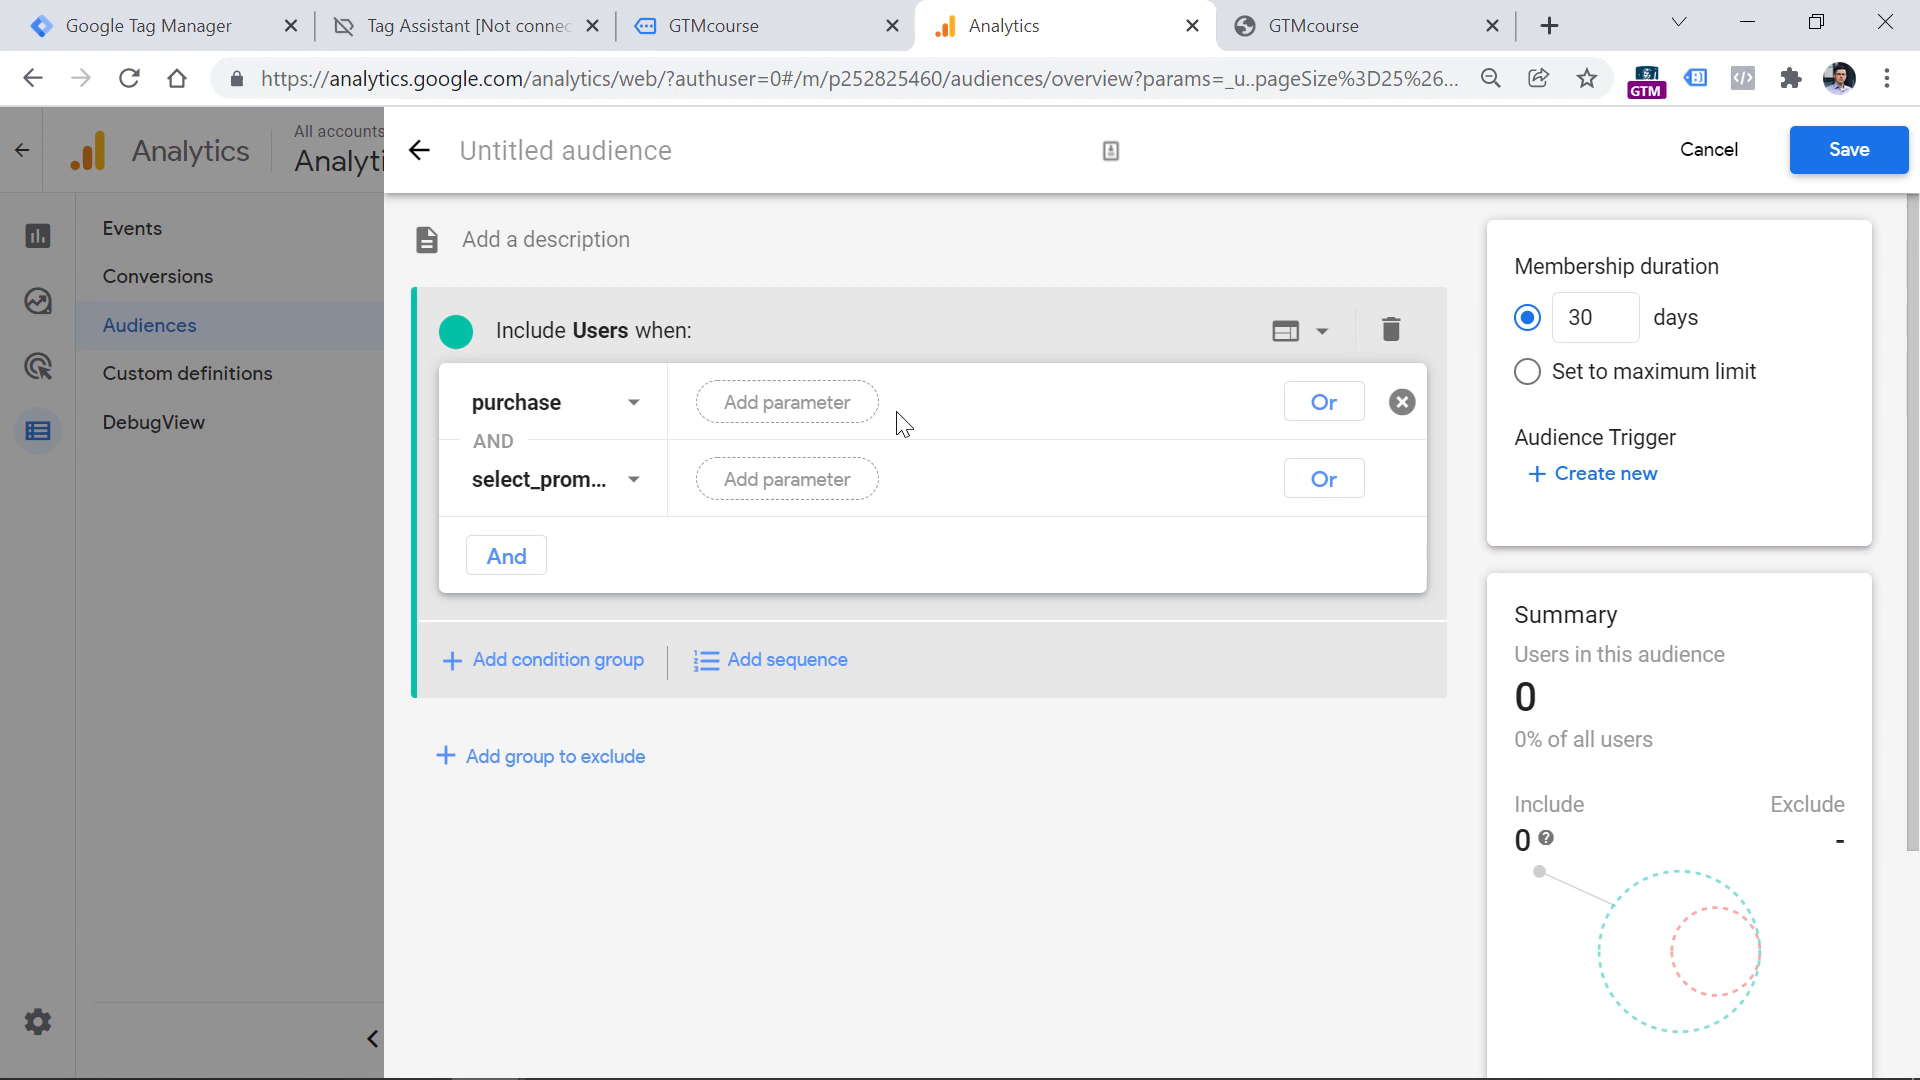 Google Tag Manager
Tag Assistant [Not connec
GTMcourse
Analytics
GTMcourse
https://analytics.google.com/analytics/web/?authuser=0#/m/p252825460/audiences/overview?params=_u..pageSize%3D25%26...
GTM
Analytics
All accounts
Analyti
Untitled audience
Cancel
Save
Events
Conversions
Audiences
Custom definitions
DebugView
Add a description
Include Users when:
purchase
Add parameter
Or
AND
select_prom...
Add parameter
Or
And
Add condition group
Add sequence
Add group to exclude
Membership duration
30 days
Set to maximum limit
Audience Trigger
Create new
Summary
Users in this audience
0
0% of all users
Include Exclude
0 -